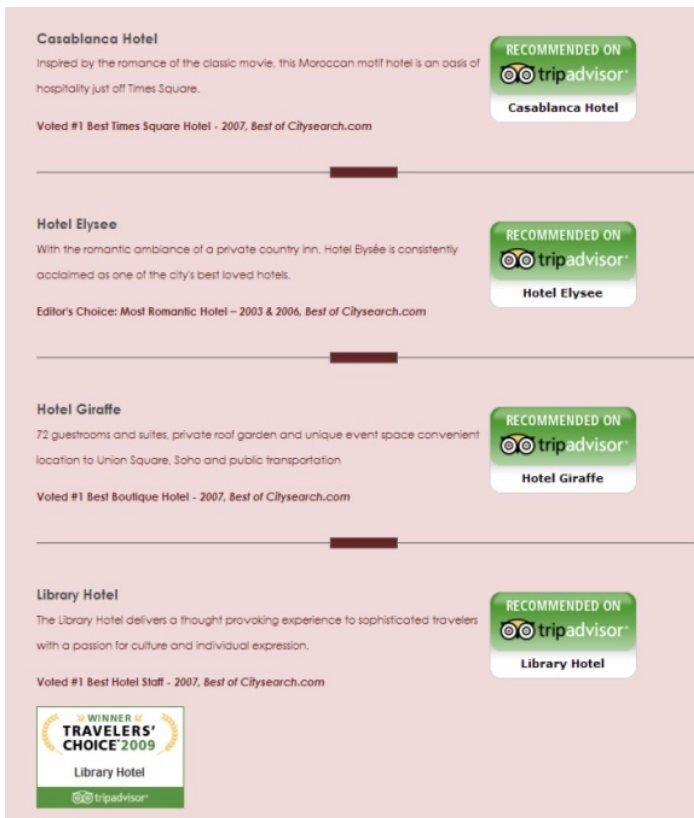 Casablanca Hotel
Inspired by the romance of the classic movie, this Moroccan motif hotel is an oasis of
hospitality just off Times Square.
Voted #1 Best Times Square Hotel - 2007, Best of Citysearch.com
RECOMMENDED ON
tripadvisor
Casablanca Hotel
Hotel Elysee
With the romantic ambiance of a private country inn, Hotel Elysée is consistently
acclaimed as one of the city's best loved hotels.
Editor's Choice: Most Romantic Hotel – 2003 & 2006, Best of Citysearch.com
RECOMMENDED ON
tripadvisor
Hotel Elysee
Hotel Giraffe
72 guestrooms and suites, private roof garden and unique event space convenient
location to Union Square, Soho and public transportation
Voted #1 Best Boutique Hotel - 2007, Best of Citysearch.com
RECOMMENDED ON
tripadvisor
Hotel Giraffe
Library Hotel
The Library Hotel delivers a thought provoking experience to sophisticated travelers
with a passion for culture and individual expression.
Voted #1 Best Hotel Staff - 2007, Best of Citysearch.com
RECOMMENDED ON
tripadvisor
Library Hotel
WINNER
TRAVELERS'
CHOICE 2009
Library Hotel
tripadvisor